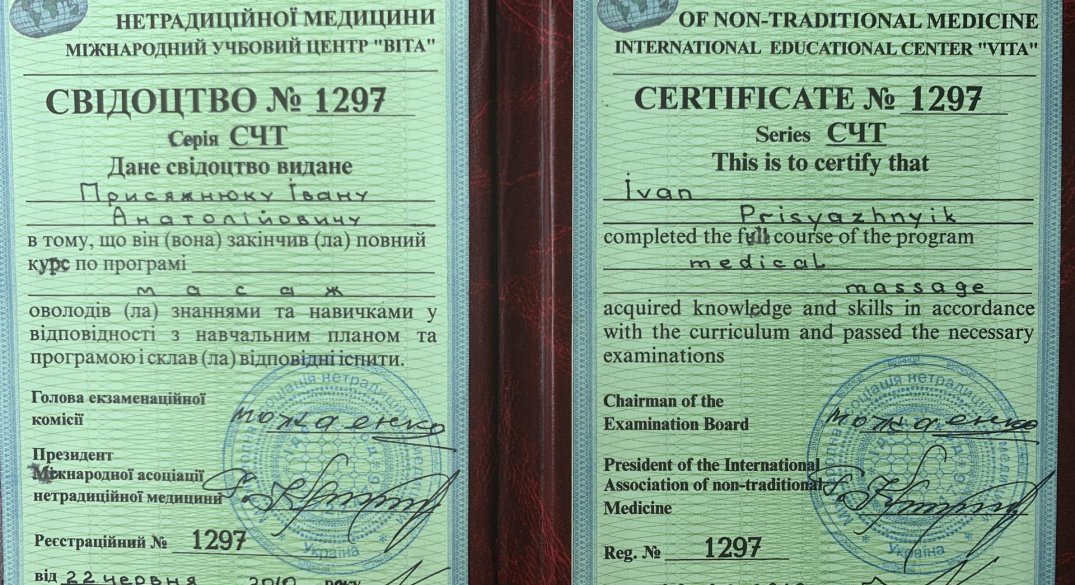 НЕТРАДИЦІЙНОЇ МЕДИЦИНИ
МІЖНАРОДНИЙ УЧБОВИЙ ЦЕНТР "ВІТА"
СВІДОЦТВО № 1297
Серія СЧТ
Дане свідоцтво видане
Присяжнюку Івану
Анатолійовичу
в тому, що він (вона) закінчив (ла) повний
курс по програмі
масаж
оволодів (ла) знаннями та навичками у
відповідності з навчальним планом та
програмою і склав (ла) відповідні іспити.
Голова екзаменаційної
комісії
Президент
Міжнародної асоціації
нетрадиційної медицини
Україна
Реєстраційний № 1297
від 22 червня 2010 року
OF NON-TRADITIONAL MEDICINE
INTERNATIONAL EDUCATIONAL CENTER "VITA"
CERTIFICATE № 1297
Series СЧТ
This is to certify that
Ivan
Prisyazhnyik
completed the full course of the program
medical
massage
acquired knowledge and skills in accordance
with the curriculum and passed the necessary
examinations
Chairman of the
Examination Board
President of the International
Association of non-traditional
Medicine
Україна
Reg. № 1297